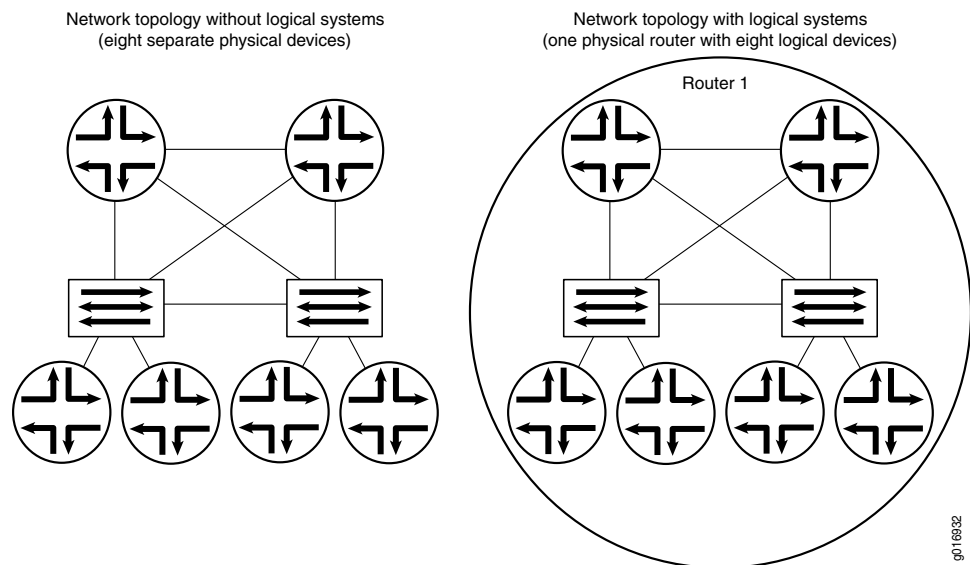 Network topology without logical systems
(eight separate physical devices)
Network topology with logical systems
(one physical router with eight logical devices)
Router 1
g016932